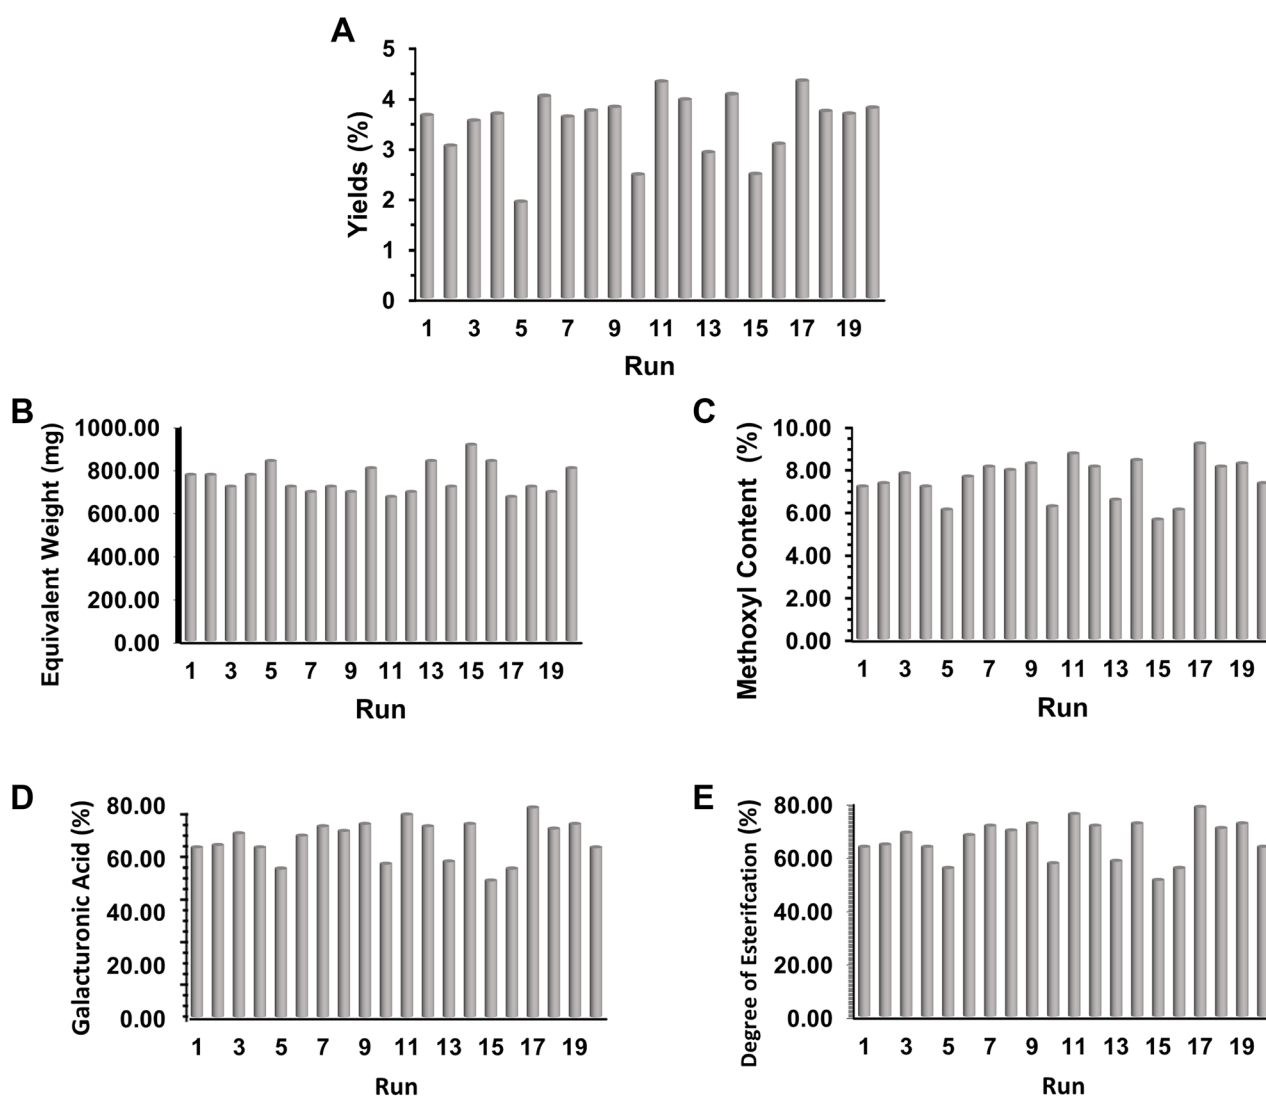 A
5
4
3
2
1
0
Yields (%)
1 3 5 7 9 11 13 15 17 19
Run
B
1000.00
800.00
600.00
400.00
200.00
0.00
Equivalent Weight (mg)
1 3 5 7 9 11 13 15 17 19
Run
C
10.00
8.00
6.00
4.00
2.00
0.00
Methoxyl Content (%)
1 3 5 7 9 11 13 15 17 19
Run
D
80.00
60.00
40.00
20.00
0.00
Galacturonic Acid (%)
1 3 5 7 9 11 13 15 17 19
Run
E
80.00
60.00
40.00
20.00
0.00
Degree of Esterifcation (%)
1 3 5 7 9 11 13 15 17 19
Run